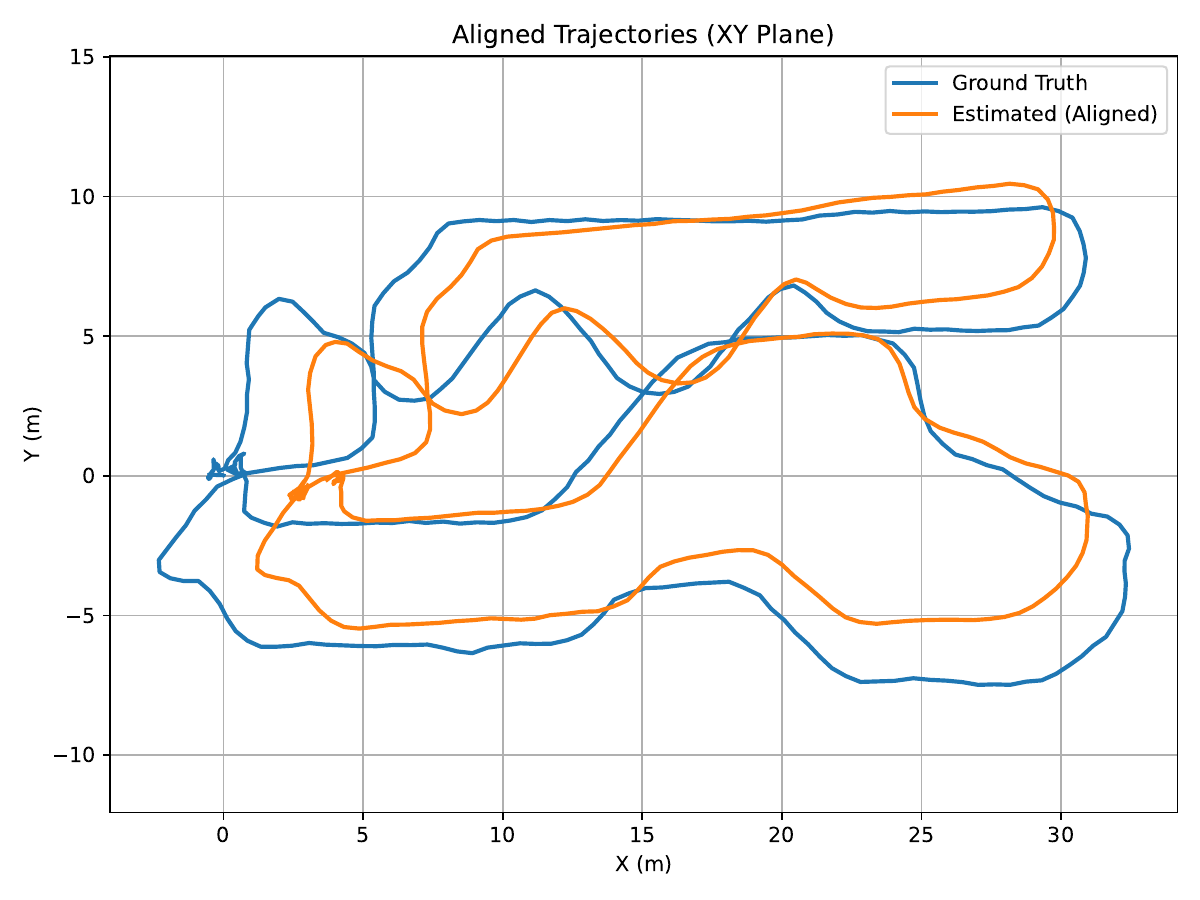 Aligned Trajectories (XY Plane)
Ground Truth
Estimated (Aligned)
15
10
5
0
−5
−10
Y (m)
0 5 10 15 20 25 30
X (m)